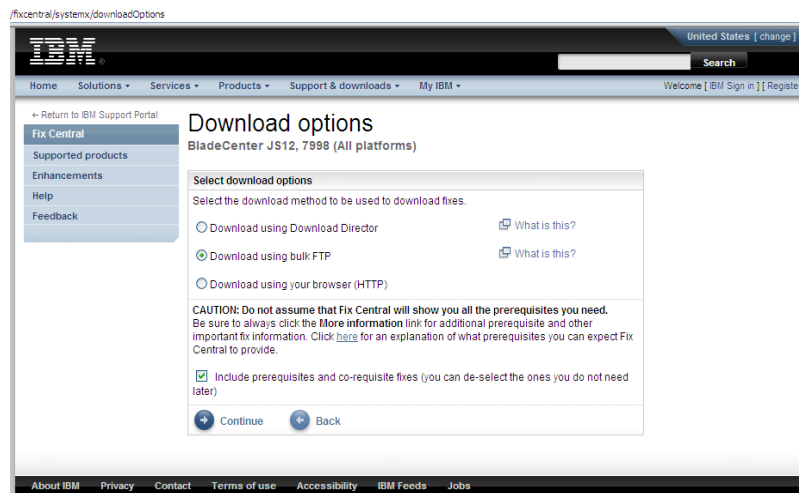 /fixcentral/systemx/downloadOptions
United States [ change ]
IBM®
Search
Home Solutions Services Products Support & downloads My IBM Welcome [ IBM Sign in ] [ Registe
← Return to IBM Support Portal
Fix Central
Supported products
Enhancements
Help
Feedback
Download options
BladeCenter JS12, 7998 (All platforms)
Select download options
Select the download method to be used to download fixes.
Download using Download Director What is this?
Download using bulk FTP What is this?
Download using your browser (HTTP)
CAUTION: Do not assume that Fix Central will show you all the prerequisites you need.
Be sure to always click the More information link for additional prerequisite and other
important fix information. Click here for an explanation of what prerequisites you can expect Fix
Central to provide.
Include prerequisites and co-requisite fixes (you can de-select the ones you do not need
later)
Continue Back
About IBM Privacy Contact Terms of use Accessibility IBM Feeds Jobs